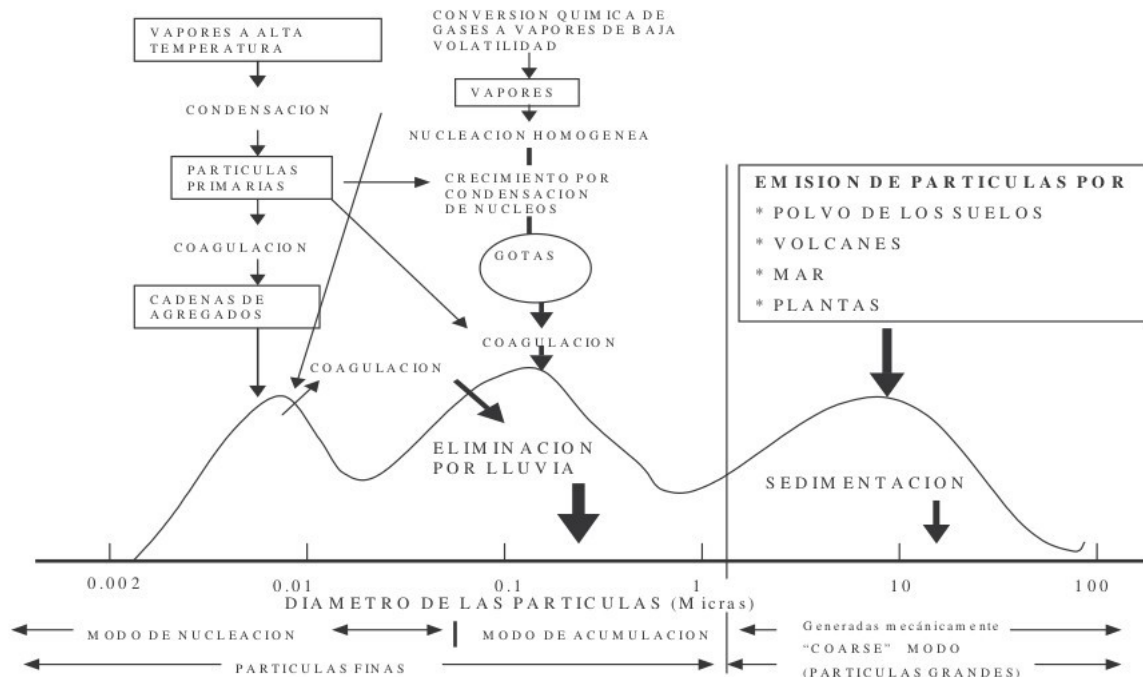 VAPORES A ALTA
TEMPERATURA
CONDENSACION
PARTICULAS
PRIMARIAS
COAGULACION
CADENAS DE
AGREGADOS
CONVERSION QUIMICA DE
GASES A VAPORES DE BAJA
VOLATILIDAD
VAPORES
NUCLEACION HOMOGENEA
CRECIMIENTO POR
CONDENSACION
DE NUCLEOS
GOTAS
COAGULACION
COAGULACION
ELIMINACION
POR LLUVIA
EMISION DE PARTICULAS POR
* POLVO DE LOS SUELOS
* VOLCANES
* MAR
* PLANTAS
SEDIMENTACION
0.002 0.01 0.1 1 10 100
DIAMETRO DE LAS PARTICULAS (Micras)
MODO DE NUCLEACION
MODO DE ACUMULACION
PARTICULAS FINAS
Generadas mecánicamente
“COARSE” MODO
(PARTICULAS GRANDES)